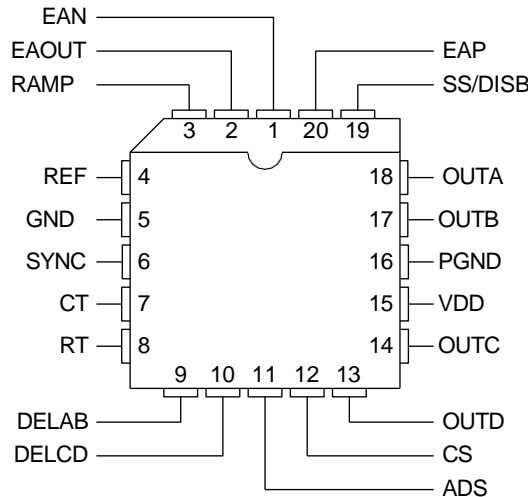 EAN
EAOUT
EAP
RAMP
SS/DISB
3 2 1 20 19
REF 4 18 OUTA
GND 5 17 OUTB
SYNC 6 16 PGND
CT 7 15 VDD
RT 8 14 OUTC
9 10 11 12 13
DELAB
OUTD
DELCD
CS
ADS